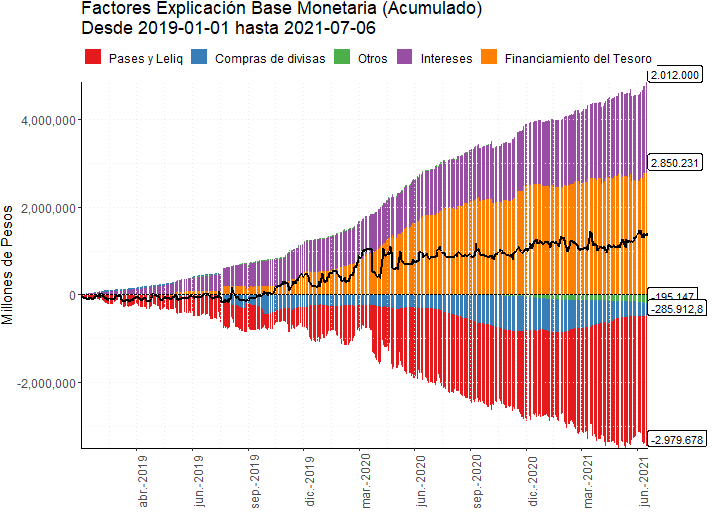 Factores Explicación Base Monetaria (Acumulado)
Desde 2019-01-01 hasta 2021-07-06
Pases y Leliq Compras de divisas Otros Intereses Financiamiento del Tesoro
Millones de Pesos
4,000,000
2,000,000
0
-2,000,000
2.012.000
2.850.231
-195.147
-285.912,8
-2.979.678
abr.-2019
jun.-2019
sep.-2019
dic.-2019
mar.-2020
jun.-2020
sep.-2020
dic.-2020
mar.-2021
jun.-2021